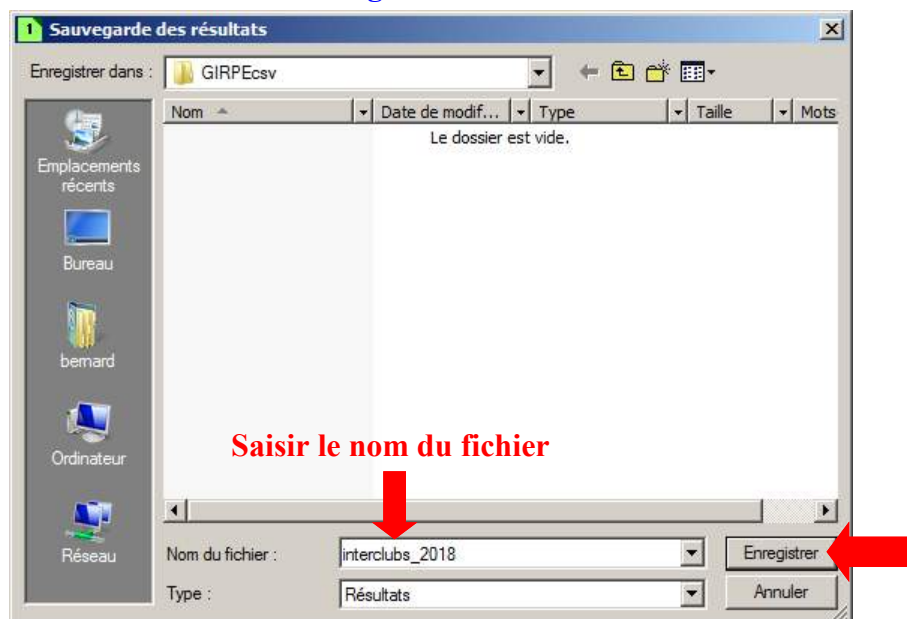 1 Sauvegarde des résultats
Enregistrer dans : GIRPEcsv
Nom Date de modif... Type Taille Mots
Le dossier est vide.
Emplacements
récents
Bureau
bernard
Ordinateur
Réseau
Saisir le nom du fichier
Nom du fichier : interclubs_2018 Enregistrer
Type : Résultats Annuler